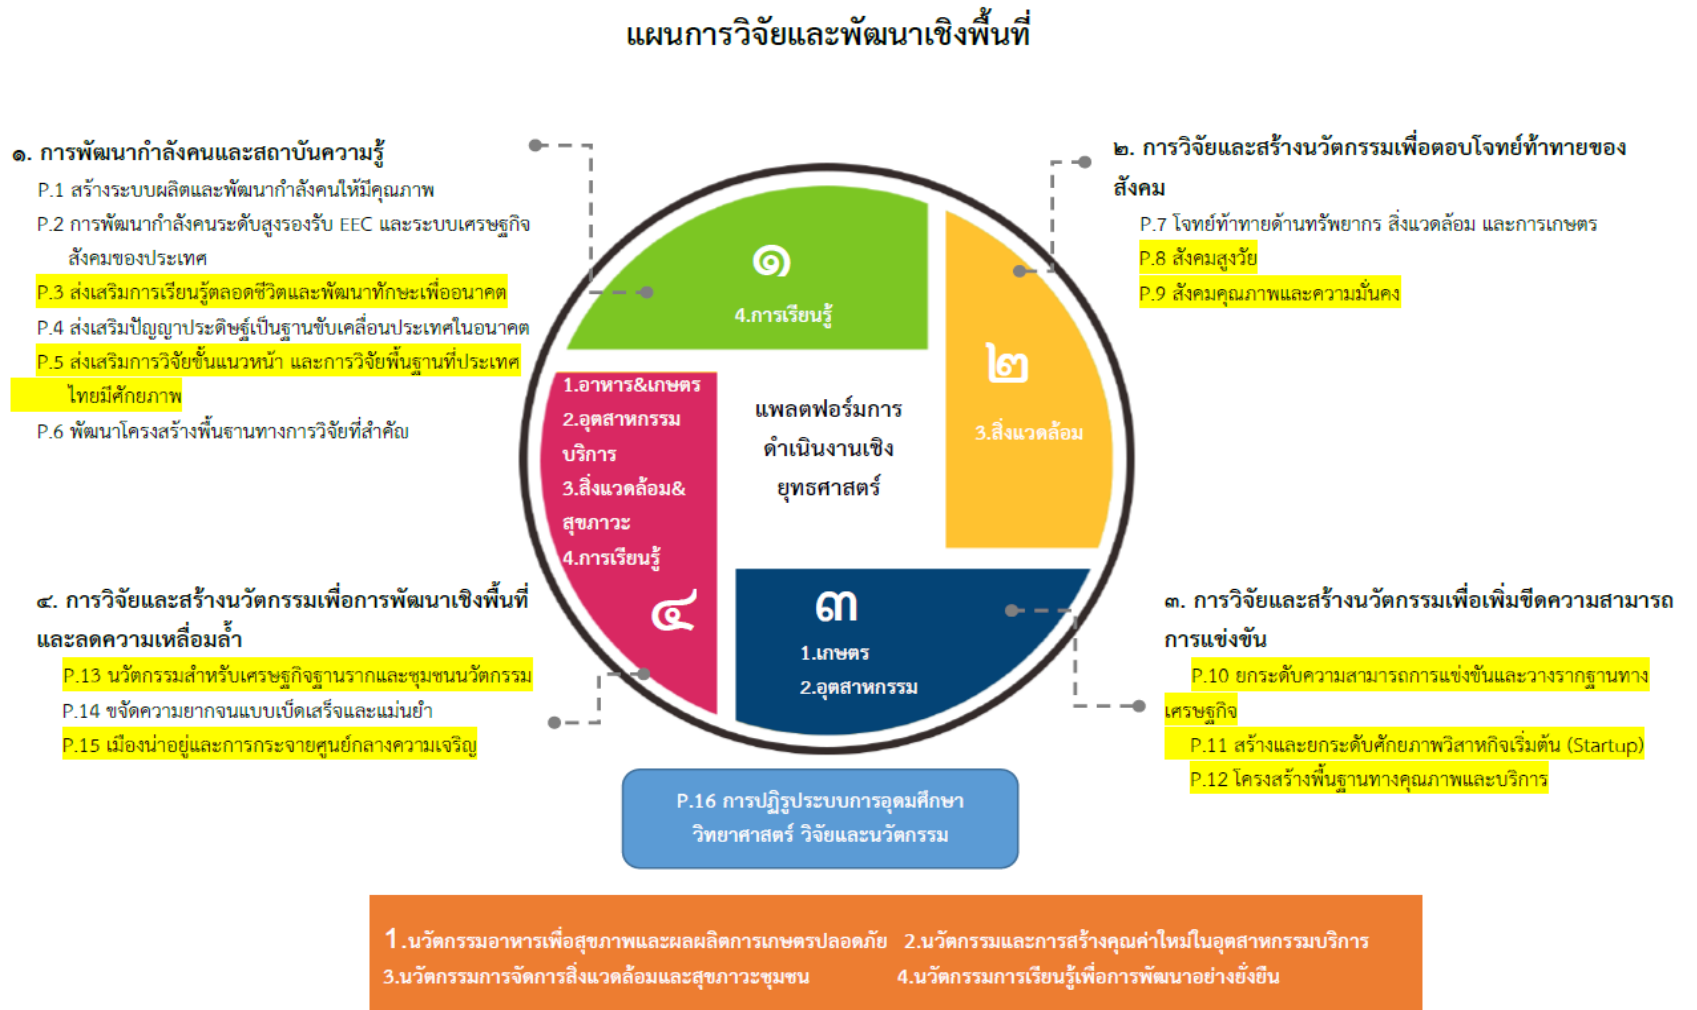 แผนการวิจัยและพัฒนาเชิงพื้นที่
๑. การพัฒนากำลังคนและสถาบันความรู้
P.1 สร้างระบบผลิตและพัฒนากำลังคนให้มีคุณภาพ
P.2 การพัฒนากำลังคนระดับสูงรองรับ EEC และระบบเศรษฐกิจ
สังคมของประเทศ
P.3 ส่งเสริมการเรียนรู้ตลอดชีวิตและพัฒนาทักษะเพื่ออนาคต
P.4 ส่งเสริมปัญญาประดิษฐ์เป็นฐานขับเคลื่อนประเทศในอนาคต
P.5 ส่งเสริมการวิจัยขั้นแนวหน้า และการวิจัยพื้นฐานที่ประเทศ
ไทยมีศักยภาพ
P.6 พัฒนาโครงสร้างพื้นฐานทางการวิจัยที่สำคัญ
๒. การวิจัยและสร้างนวัตกรรมเพื่อตอบโจทย์ท้าทายของ
สังคม
P.7 โจทย์ท้าทายด้านทรัพยากร สิ่งแวดล้อม และการเกษตร
P.8 สังคมสูงวัย
P.9 สังคมคุณภาพและความมั่นคง
๑
4.การเรียนรู้
๒
3.สิ่งแวดล้อม
1.อาหาร&เกษตร
2.อุตสาหกรรม
บริการ
3.สิ่งแวดล้อม&
สุขภาวะ
4.การเรียนรู้
๔
แพลตฟอร์มการ
ดำเนินงานเชิง
ยุทธศาสตร์
๓
1.เกษตร
2.อุตสาหกรรม
๔. การวิจัยและสร้างนวัตกรรมเพื่อการพัฒนาเชิงพื้นที่
และลดความเหลื่อมล้ำ
P.13 นวัตกรรมสำหรับเศรษฐกิจฐานรากและชุมชนนวัตกรรม
P.14 ขจัดความยากจนแบบเบ็ดเสร็จและแม่นยำ
P.15 เมืองน่าอยู่และการกระจายศูนย์กลางความเจริญ
๓. การวิจัยและสร้างนวัตกรรมเพื่อเพิ่มขีดความสามารถ
การแข่งขัน
P.10 ยกระดับความสามารถการแข่งขันและวางรากฐานทาง
เศรษฐกิจ
P.11 สร้างและยกระดับศักยภาพวิสาหกิจเริ่มต้น (Startup)
P.12 โครงสร้างพื้นฐานทางคุณภาพและบริการ
P.16 การปฏิรูประบบการอุดมศึกษา
วิทยาศาสตร์ วิจัยและนวัตกรรม
1.นวัตกรรมอาหารเพื่อสุขภาพและผลผลิตการเกษตรปลอดภัย 2.นวัตกรรมและการสร้างคุณค่าใหม่ในอุตสาหกรรมบริการ
3.นวัตกรรมการจัดการสิ่งแวดล้อมและสุขภาวะชุมชน 4.นวัตกรรมการเรียนรู้เพื่อการพัฒนาอย่างยั่งยืน